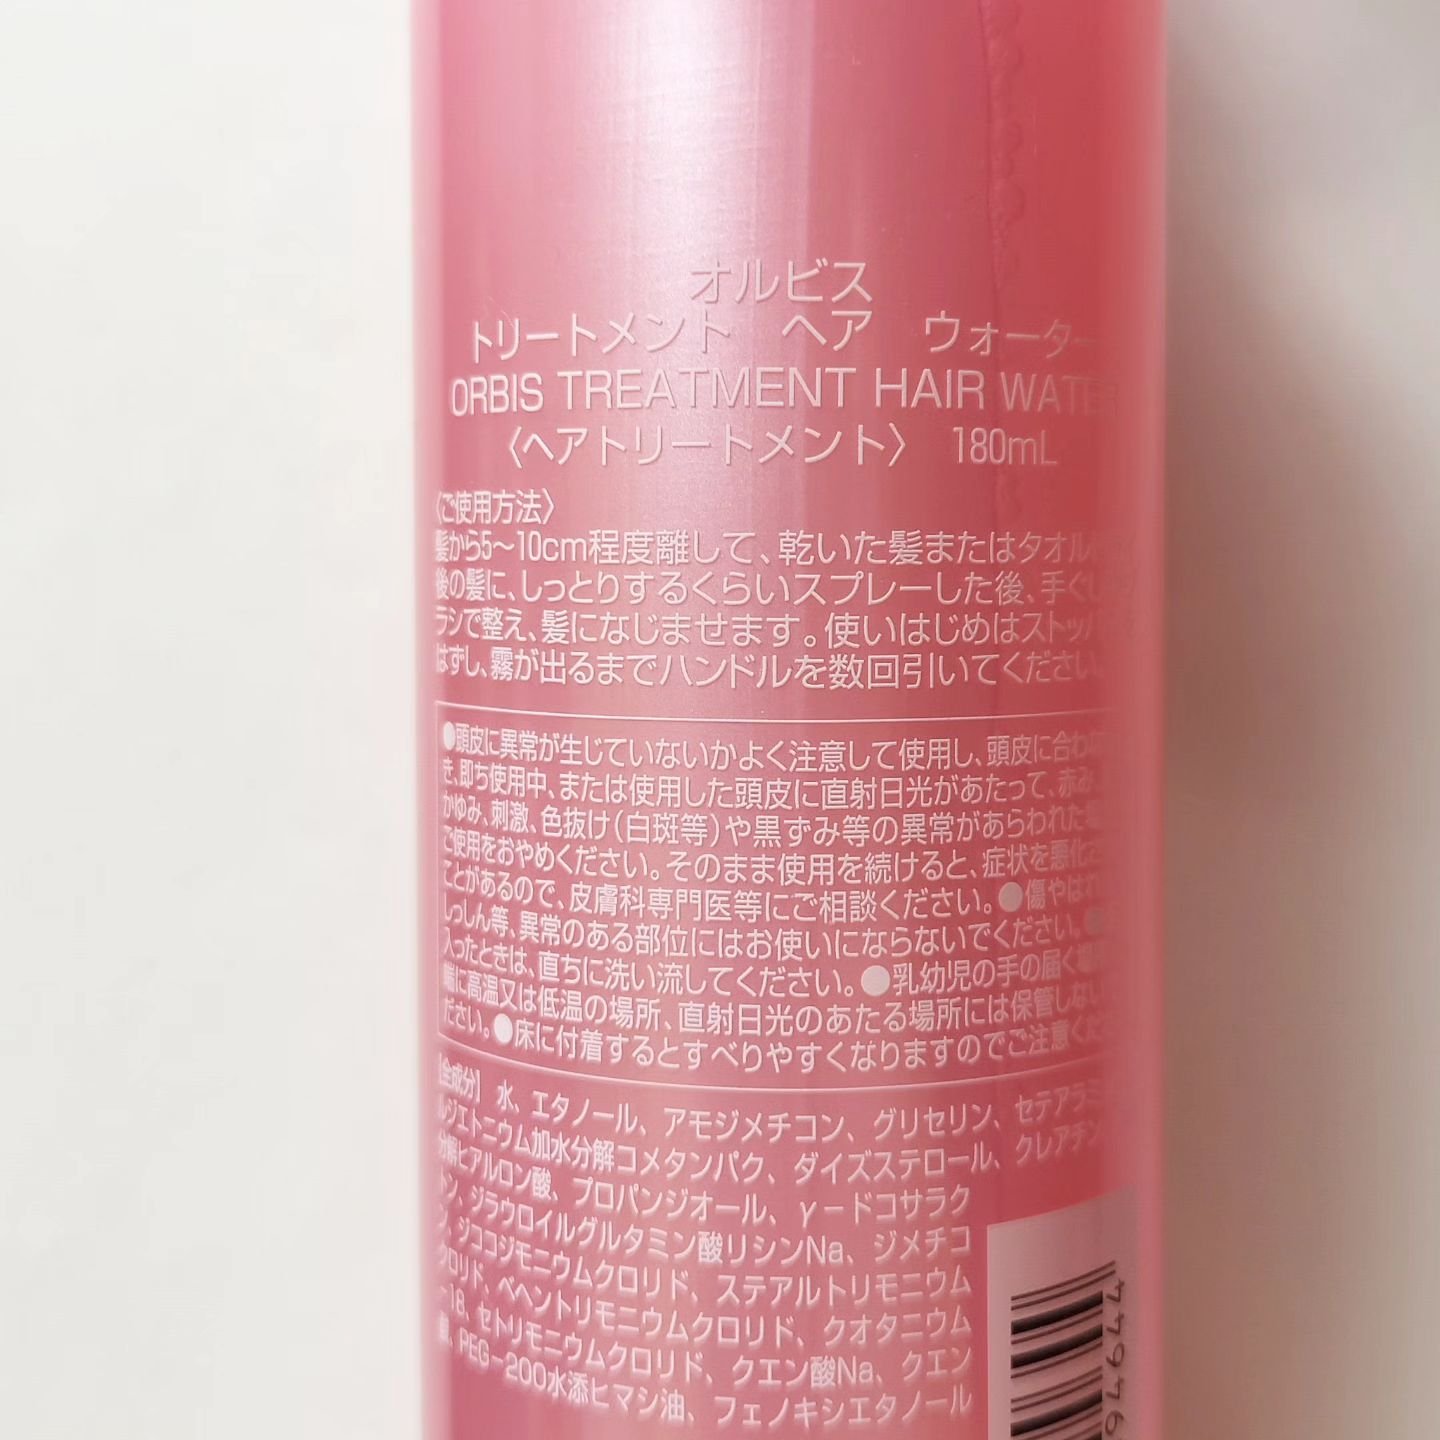 オルビス
トリートメント ヘア ウォーター
ORBIS TREATMENT HAIR WATER
〈ヘアトリートメント〉 180mL
〈ご使用方法〉
髪から5〜10cm程度離して、乾いた髪またはタオル
後の髪に、しっとりするくらいスプレーした後、手ぐし
ラシで整え、髪になじませます。使いはじめはストッパ
はずし、霧が出るまでハンドルを数回引いてください。
●頭皮に異常が生じていないかよく注意して使用し、頭皮に合わな
き、即ち使用中、または使用した頭皮に直射日光があたって、赤み、
かゆみ、刺激、色抜け(白斑等)や黒ずみ等の異常があらわれた
ご使用をおやめください。そのまま使用を続けると、症状を悪化さ
ことがあるので、皮膚科専門医等にご相談ください。●傷やはれ
しっしん等、異常のある部位にはお使いにならないでください。●
入ったときは、直ちに洗い流してください。●乳幼児の手の届く場
端に高温又は低温の場所、直射日光のあたる場所には保管しない
ださい。●床に付着するとすべりやすくなりますのでご注意くだ
[全成分] 水、エタノール、アモジメチコン、グリセリン、セテアラミ
ルジエトニウム加水分解コメタンパク、ダイズステロール、クレアチン、
分解ヒアルロン酸、プロパンジオール、γ-ドコサラク
トン、ジラウロイルグルタミン酸リシンNa、ジメチコ
ン、ジココジモニウムクロリド、ステアルトリモニウム
クロリド、ベヘントリモニウムクロリド、クオタニウム
-18、セトリモニウムクロリド、クエン酸Na、クエン
酸、PEG-200水添ヒマシ油、フェノキシエタノール